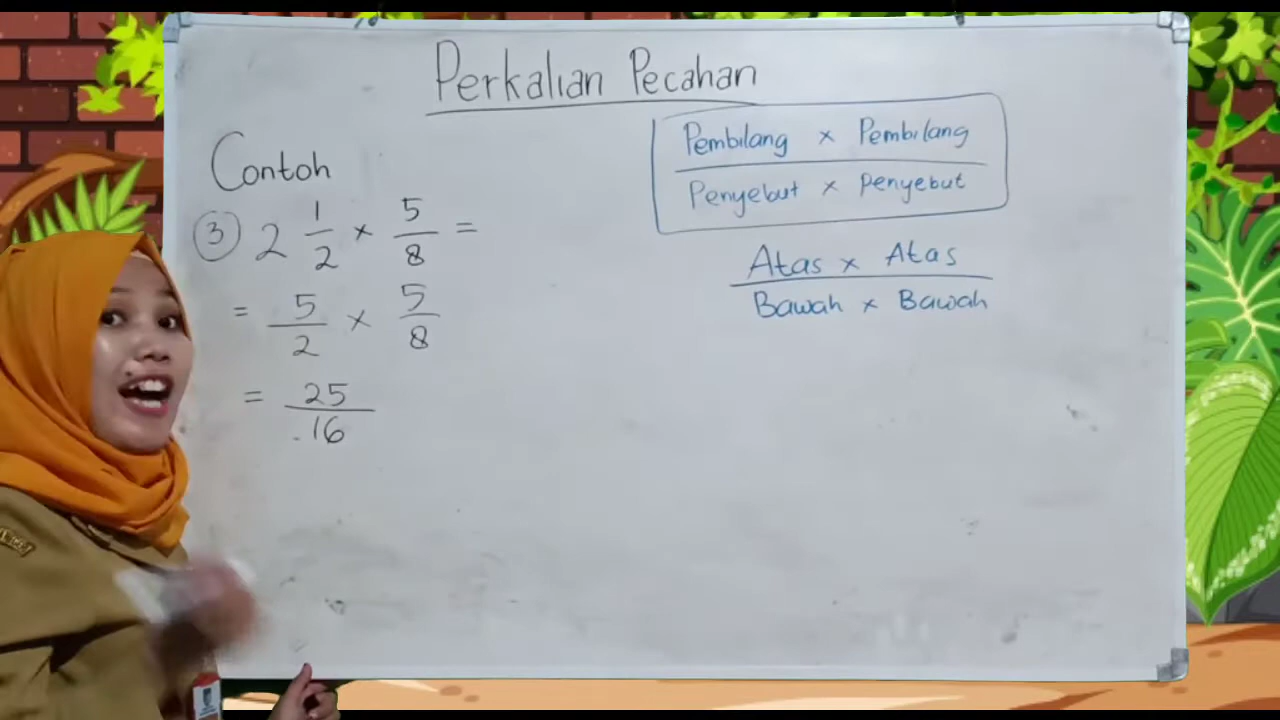 Perkalian Pecahan
Contoh
3 2 1/2 × 5/8 =
= 5/2 × 5/8
= 25/16
Pembilang × Pembilang
Penyebut × Penyebut
Atas × Atas
Bawah × Bawah